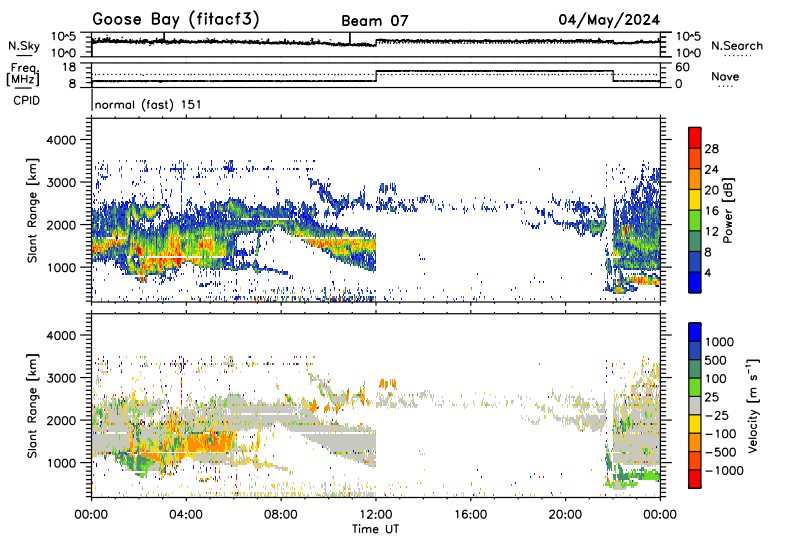 Goose Bay (fitacf3) Beam 07 04/May/2024
N.Sky 10^5 10^0 10^5 10^0 N.Search
Freq. [MHz] 18 8 60 0 Nave
CPID normal (fast) 151
4000
3000
2000
1000
Slant Range [km]
28
24
20
16
12
8
4
Power [dB]
4000
3000
2000
1000
Slant Range [km]
1000
500
100
25
−25
−100
−500
−1000
Velocity [m s⁻¹]
00:00 04:00 08:00 12:00 16:00 20:00 00:00
Time UT